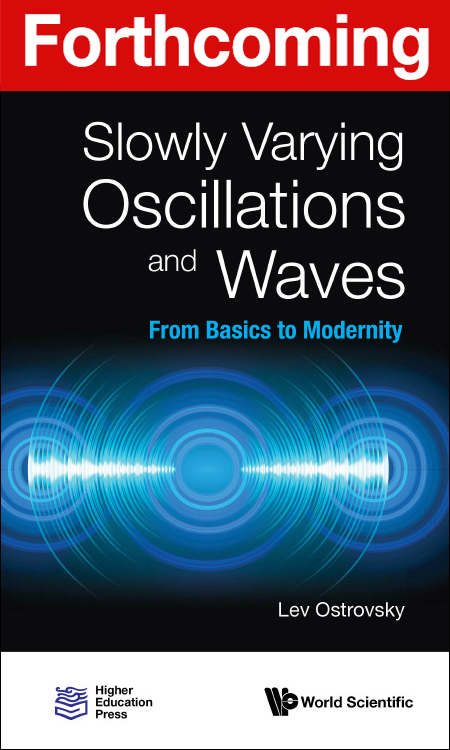 Forthcoming
Slowly Varying
Oscillations
and Waves
From Basics to Modernity
Lev Ostrovsky
Higher
Education
Press
World Scientific